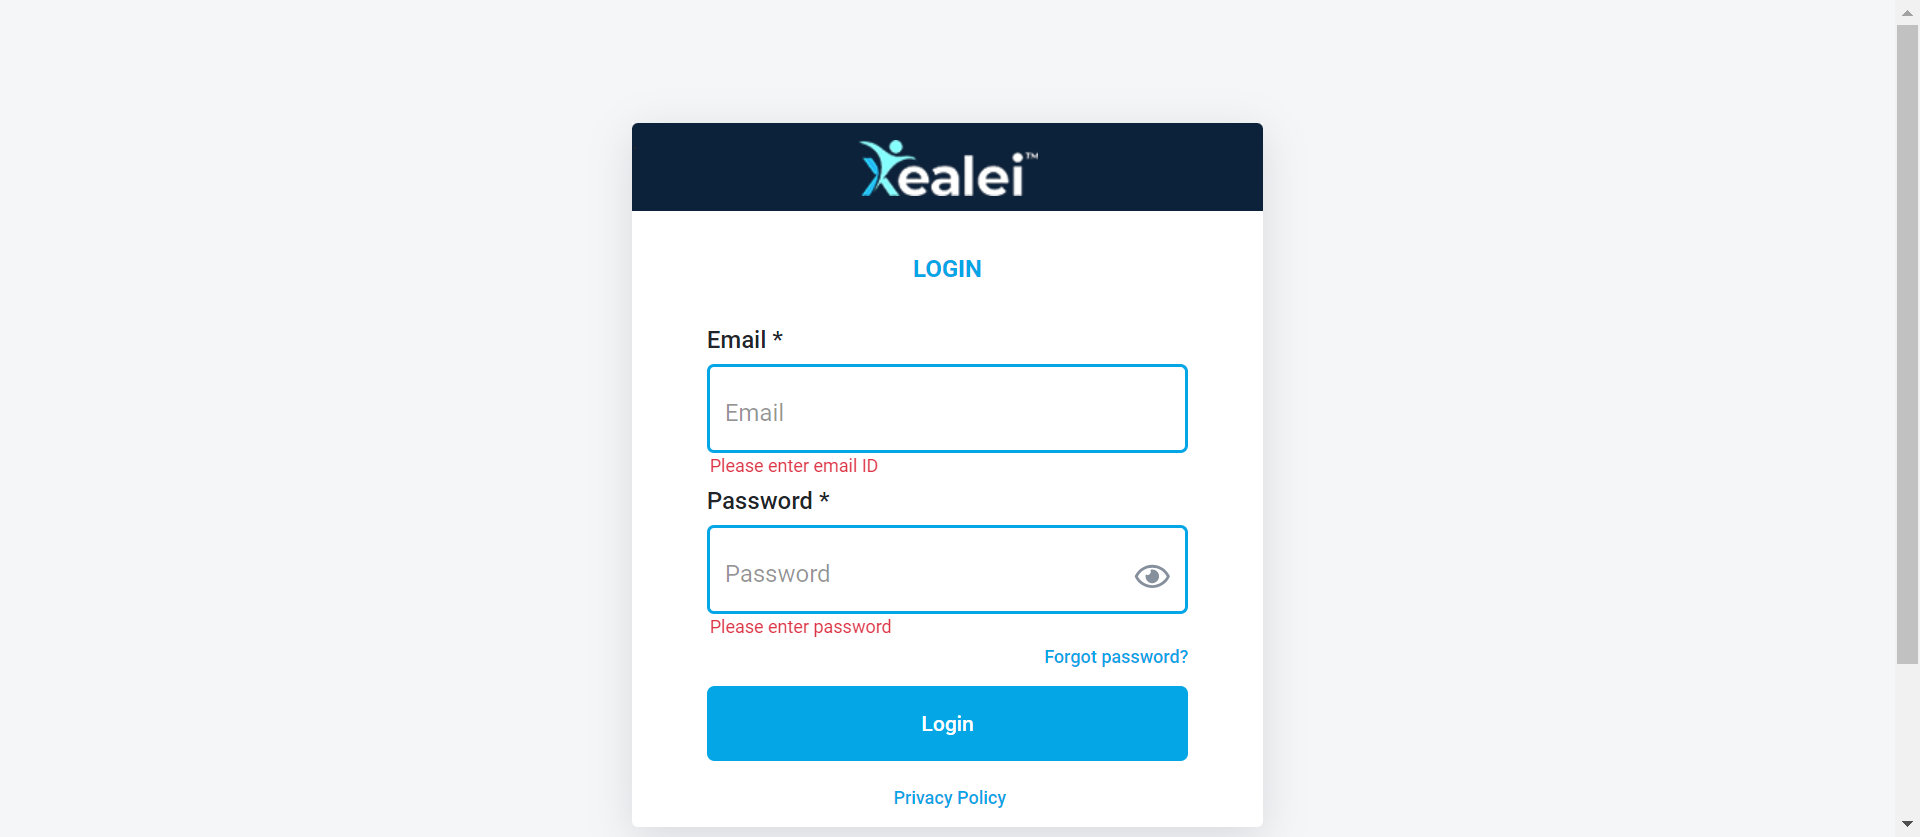 Xealei™
LOGIN
Email *
Email
Please enter email ID
Password *
Password
Please enter password
Forgot password?
Login
Privacy Policy